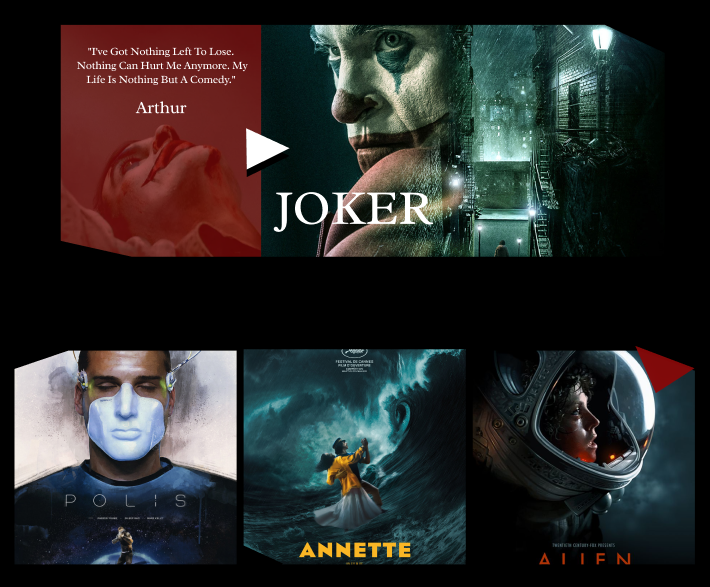 "I've Got Nothing Left To Lose.
Nothing Can Hurt Me Anymore. My
Life Is Nothing But A Comedy."
Arthur
JOKER
POLIS
FESTIVAL DE CANNES
FILM D'OUVERTURE
ANNETTE
TWENTIETH CENTURY FOX PRESENTS
ALIEN